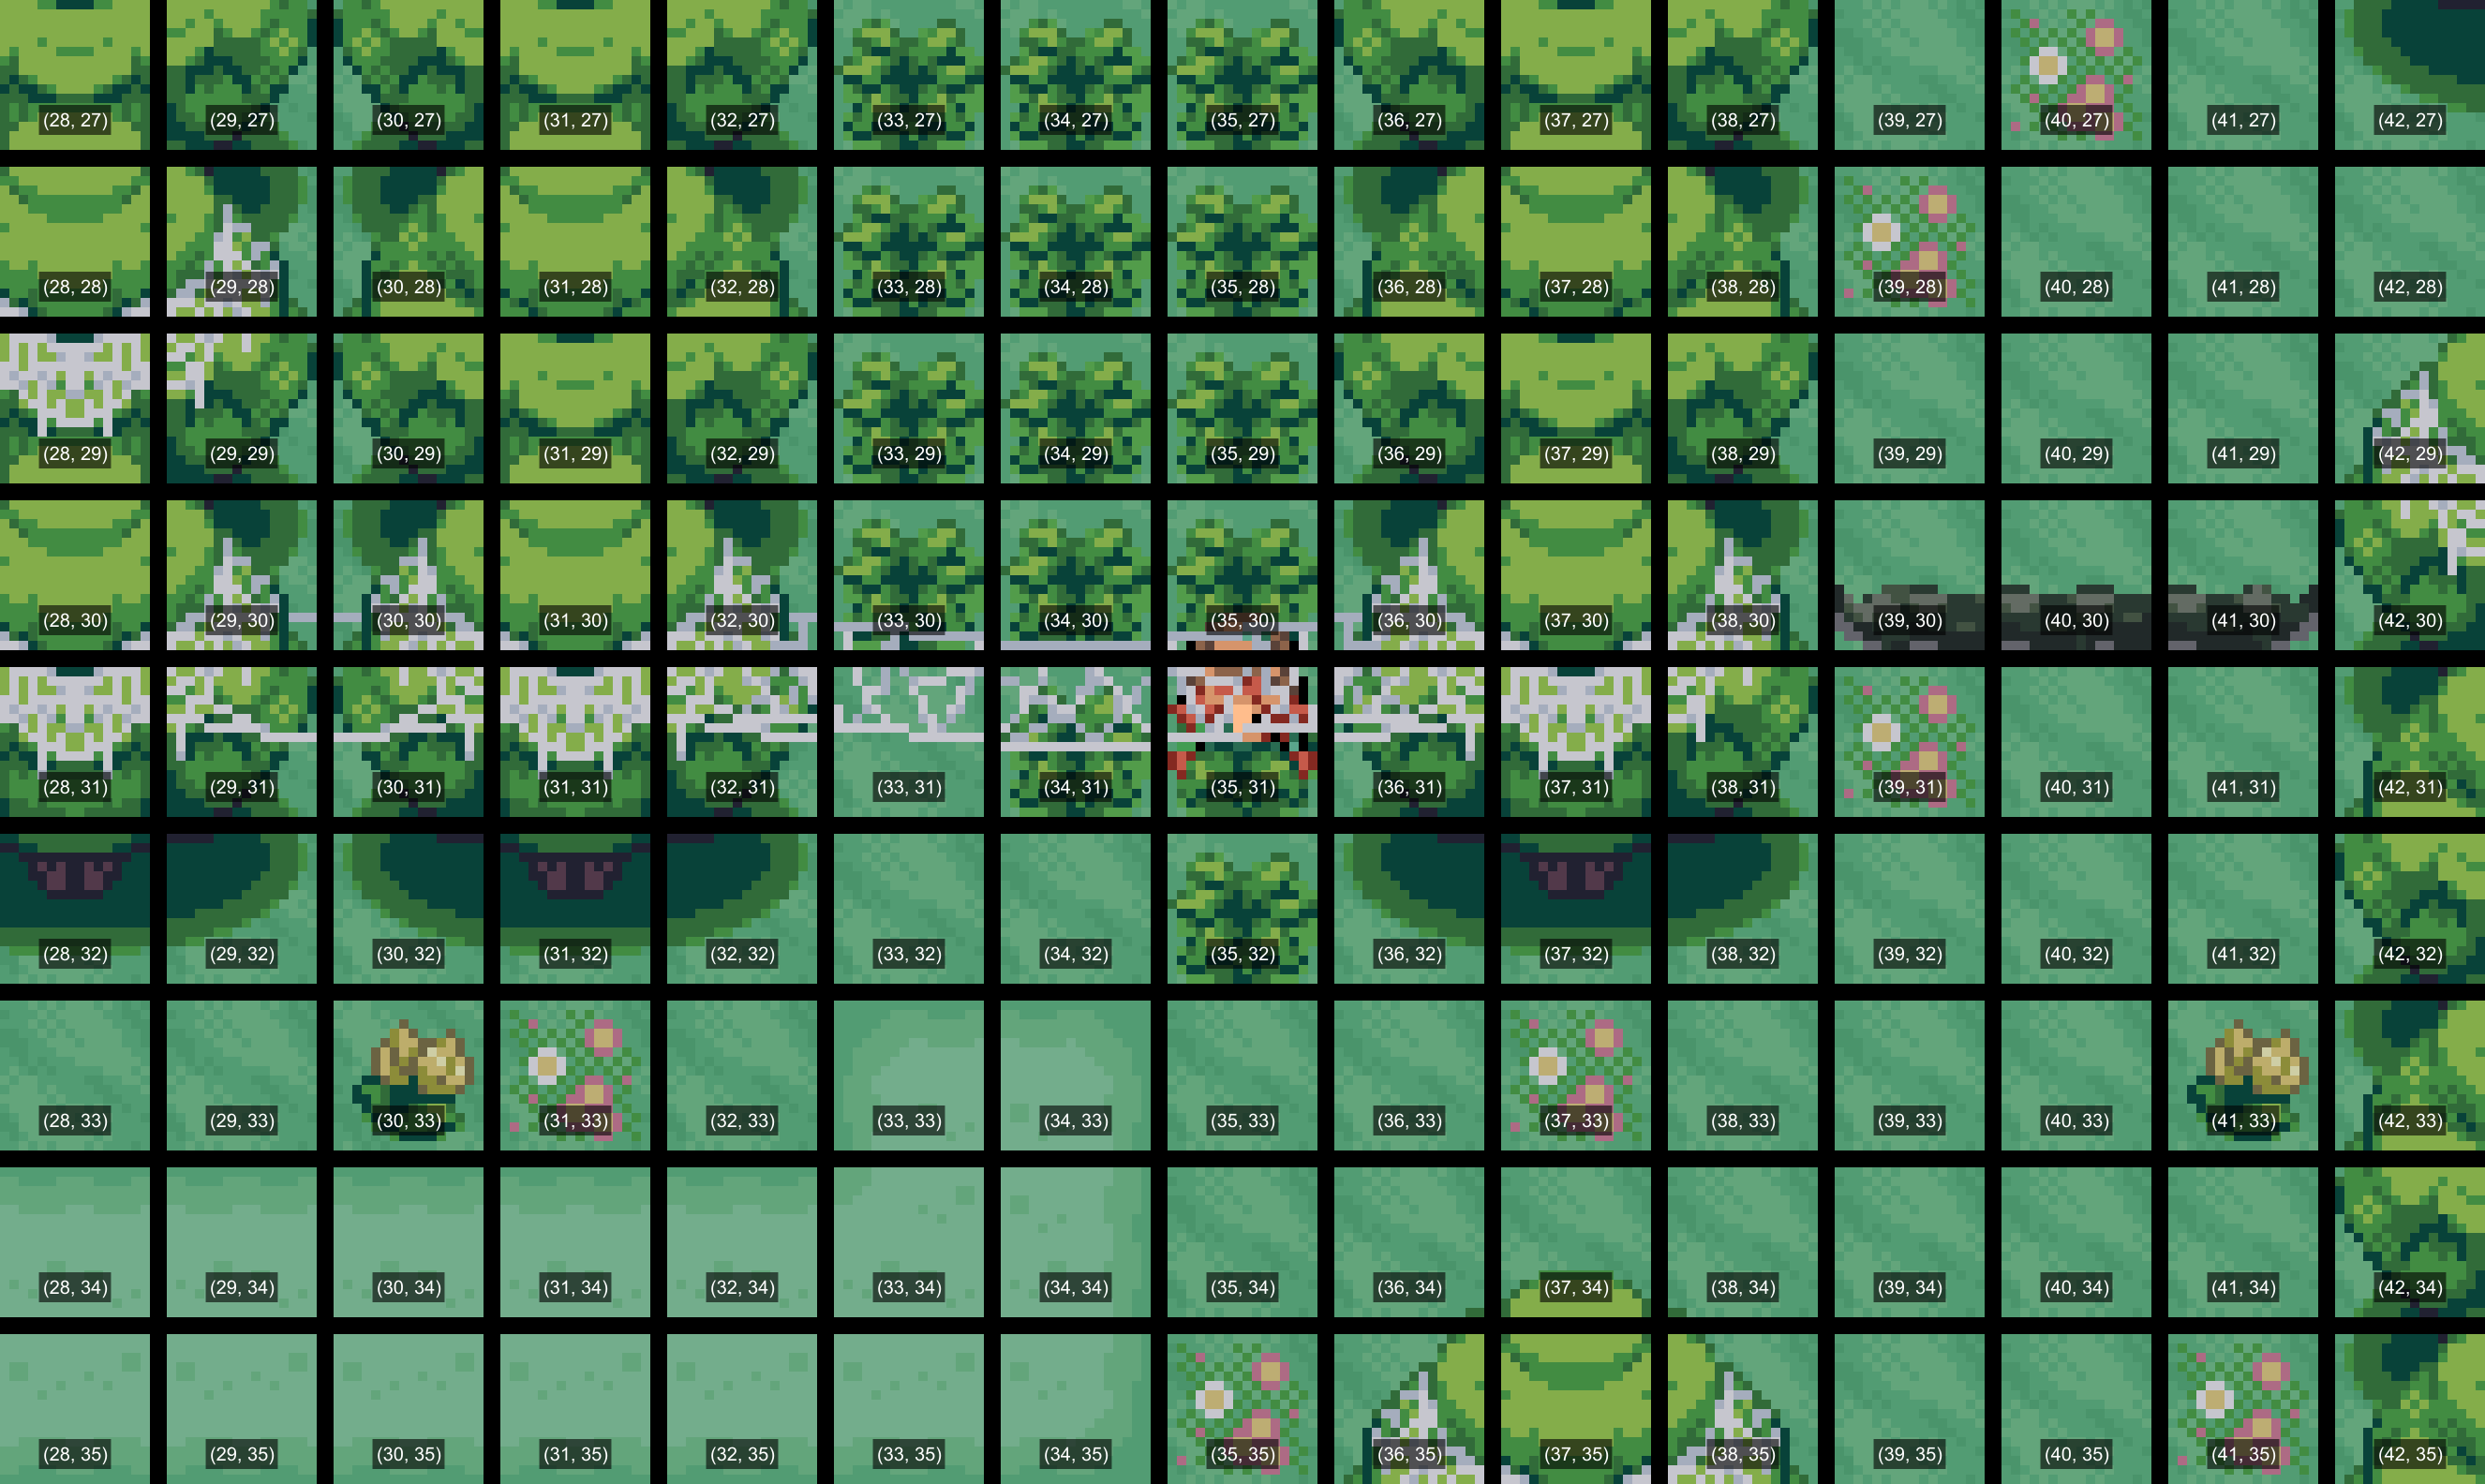 (28, 27) (29, 27) (30, 27) (31, 27) (32, 27) (33, 27) (34, 27) (35, 27) (36, 27) (37, 27) (38, 27) (39, 27) (40, 27) (41, 27) (42, 27)
(28, 28) (29, 28) (30, 28) (31, 28) (32, 28) (33, 28) (34, 28) (35, 28) (36, 28) (37, 28) (38, 28) (39, 28) (40, 28) (41, 28) (42, 28)
(28, 29) (29, 29) (30, 29) (31, 29) (32, 29) (33, 29) (34, 29) (35, 29) (36, 29) (37, 29) (38, 29) (39, 29) (40, 29) (41, 29) (42, 29)
(28, 30) (29, 30) (30, 30) (31, 30) (32, 30) (33, 30) (34, 30) (35, 30) (36, 30) (37, 30) (38, 30) (39, 30) (40, 30) (41, 30) (42, 30)
(28, 31) (29, 31) (30, 31) (31, 31) (32, 31) (33, 31) (34, 31) (35, 31) (36, 31) (37, 31) (38, 31) (39, 31) (40, 31) (41, 31) (42, 31)
(28, 32) (29, 32) (30, 32) (31, 32) (32, 32) (33, 32) (34, 32) (35, 32) (36, 32) (37, 32) (38, 32) (39, 32) (40, 32) (41, 32) (42, 32)
(28, 33) (29, 33) (30, 33) (31, 33) (32, 33) (33, 33) (34, 33) (35, 33) (36, 33) (37, 33) (38, 33) (39, 33) (40, 33) (41, 33) (42, 33)
(28, 34) (29, 34) (30, 34) (31, 34) (32, 34) (33, 34) (34, 34) (35, 34) (36, 34) (37, 34) (38, 34) (39, 34) (40, 34) (41, 34) (42, 34)
(28, 35) (29, 35) (30, 35) (31, 35) (32, 35) (33, 35) (34, 35) (35, 35) (36, 35) (37, 35) (38, 35) (39, 35) (40, 35) (41, 35) (42, 35)